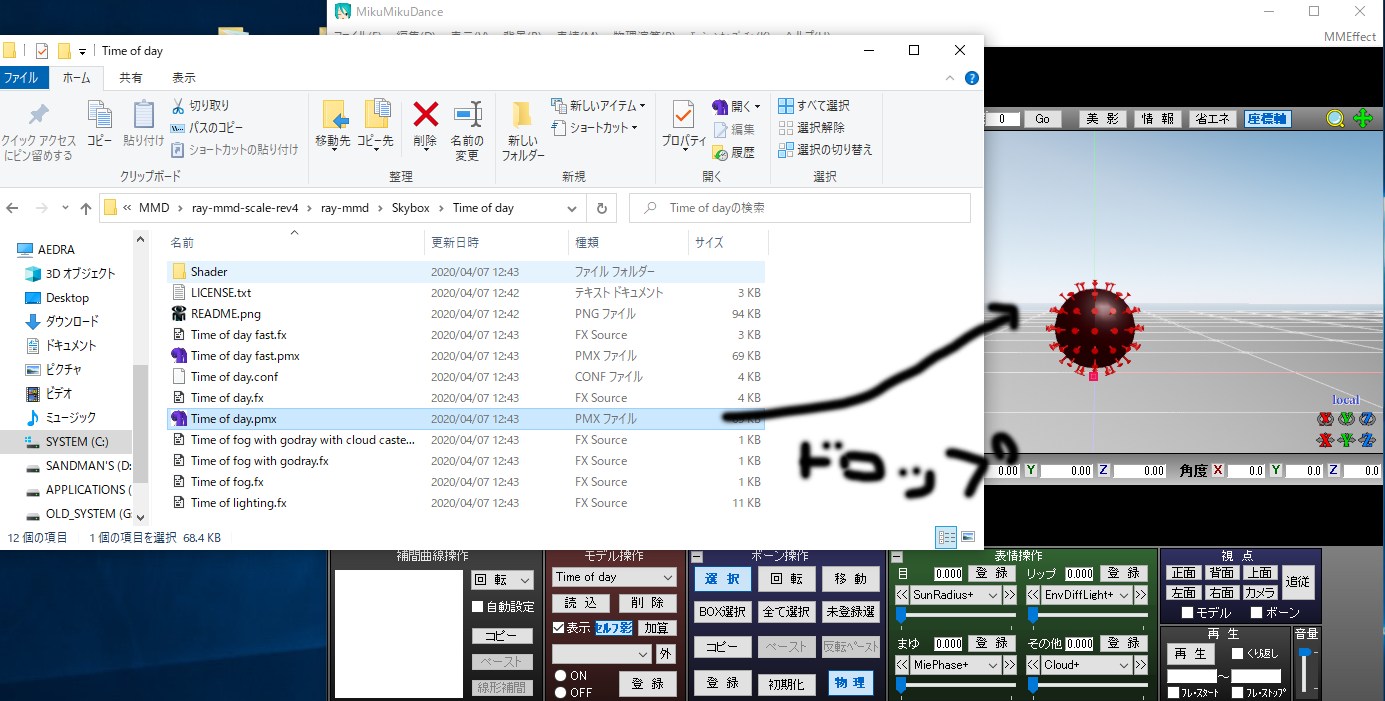 MikuMikuDance
MMEffect
Time of day
ファイル ホーム 共有 表示
クイック アクセスにピン留めする
コピー
貼り付け
切り取り
パスのコピー
ショートカットの貼り付け
クリップボード
移動先
コピー先
削除
名前の変更
整理
新しいフォルダー
新しいアイテム
ショートカット
新規
プロパティ
開く
編集
履歴
開く
すべて選択
選択解除
選択の切り替え
選択
« MMD › ray-mmd-scale-rev4 › ray-mmd › Skybox › Time of day
Time of dayの検索
AEDRA
3D オブジェクト
Desktop
ダウンロード
ドキュメント
ピクチャ
ビデオ
ミュージック
SYSTEM (C:)
SANDMAN'S (D:
APPLICATIONS (
OLD_SYSTEM (G:
名前 更新日時 種類 サイズ
Shader 2020/04/07 12:43 ファイル フォルダー
LICENSE.txt 2020/04/07 12:42 テキスト ドキュメント 3 KB
README.png 2020/04/07 12:42 PNG ファイル 94 KB
Time of day fast.fx 2020/04/07 12:43 FX Source 3 KB
Time of day fast.pmx 2020/04/07 12:43 PMX ファイル 69 KB
Time of day.conf 2020/04/07 12:43 CONF ファイル 4 KB
Time of day.fx 2020/04/07 12:43 FX Source 4 KB
Time of day.pmx 2020/04/07 12:43 PMX ファイル
Time of fog with godray with cloud caste... 2020/04/07 12:43 FX Source 1 KB
Time of fog with godray.fx 2020/04/07 12:43 FX Source 1 KB
Time of fog.fx 2020/04/07 12:43 FX Source 1 KB
Time of lighting.fx 2020/04/07 12:43 FX Source 11 KB
12 個の項目 1 個の項目を選択 68.4 KB
ドロップ
0 Go 美影 情報 省エネ 座標軸
local
X Y Z
X Y Z
0.00 Y 0.00 Z 0.00 角度 X 0.0 Y 0.0 Z 0.0
補間曲線操作
回転
自動設定
コピー
ペースト
線形補間
モデル操作
Time of day
読込 削除
表示 セルフ影 加算
外
ON
OFF
登録
ボーン操作
選択 回転 移動
BOX選択 全て選択 未登録選
コピー ペースト 反転ペースト
登録 初期化 物理
表情操作
目 0.000 登録 リップ 0.000 登録
<< SunRadius+ >> << EnvDiffLight+ >>
まゆ 0.000 登録 その他 0.000 登録
<< MiePhase+ >> << Cloud+ >>
視点
正面 背面 上面 追従
左面 右面 カメラ
モデル ボーン
再生
再生 くり返し
～
フレ・スタート フレ・ストップ
音量